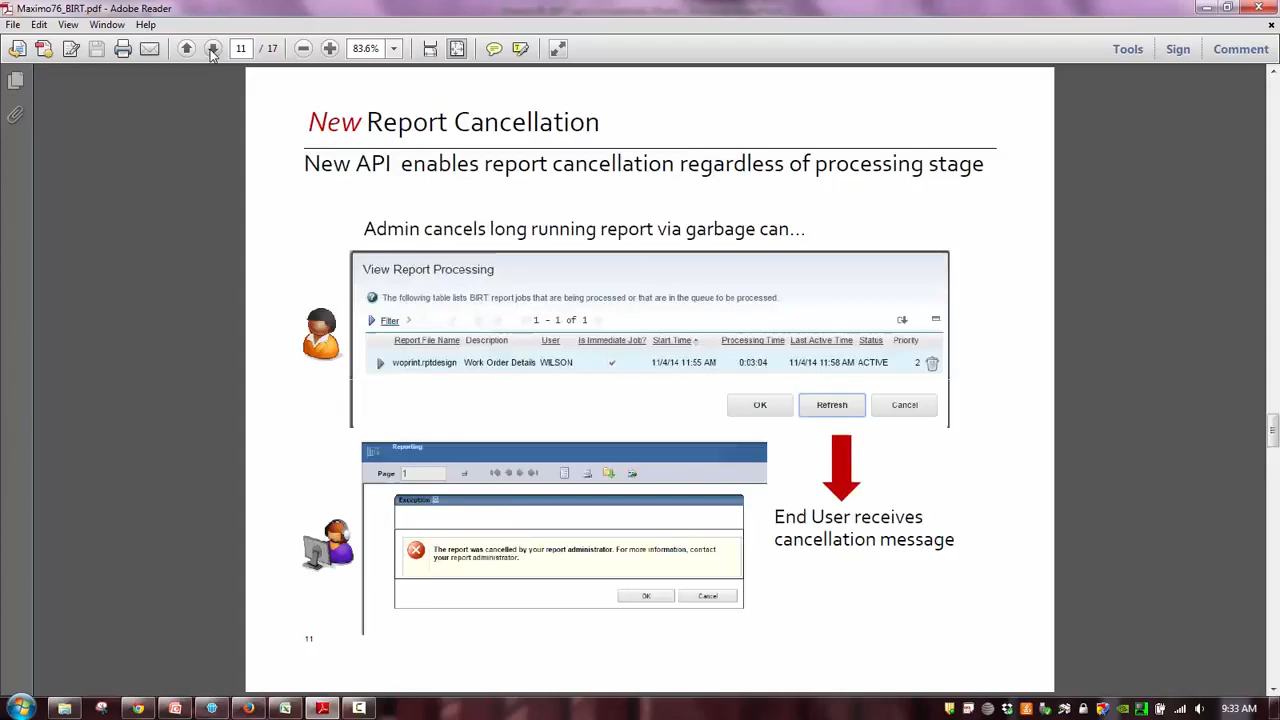 Maximo76_BIRT.pdf - Adobe Reader
File Edit View Window Help
11 / 17 83.6% Tools Sign Comment
New Report Cancellation
New API enables report cancellation regardless of processing stage
Admin cancels long running report via garbage can...
View Report Processing
The following table lists BIRT report jobs that are being processed or that are in the queue to be processed.
Filter 1 - 1 of 1
Report File Name Description User Is Immediate Job? Start Time Processing Time Last Active Time Status Priority
woprint.rptdesign Work Order Details WILSON 11/4/14 11:55 AM 0:03:04 11/4/14 11:58 AM ACTIVE 2
OK Refresh Cancel
Reporting
Page 1 of
Exception
The report was cancelled by your report administrator. For more information, contact
your report administrator.
OK Cancel
End User receives
cancellation message
11
9:33 AM